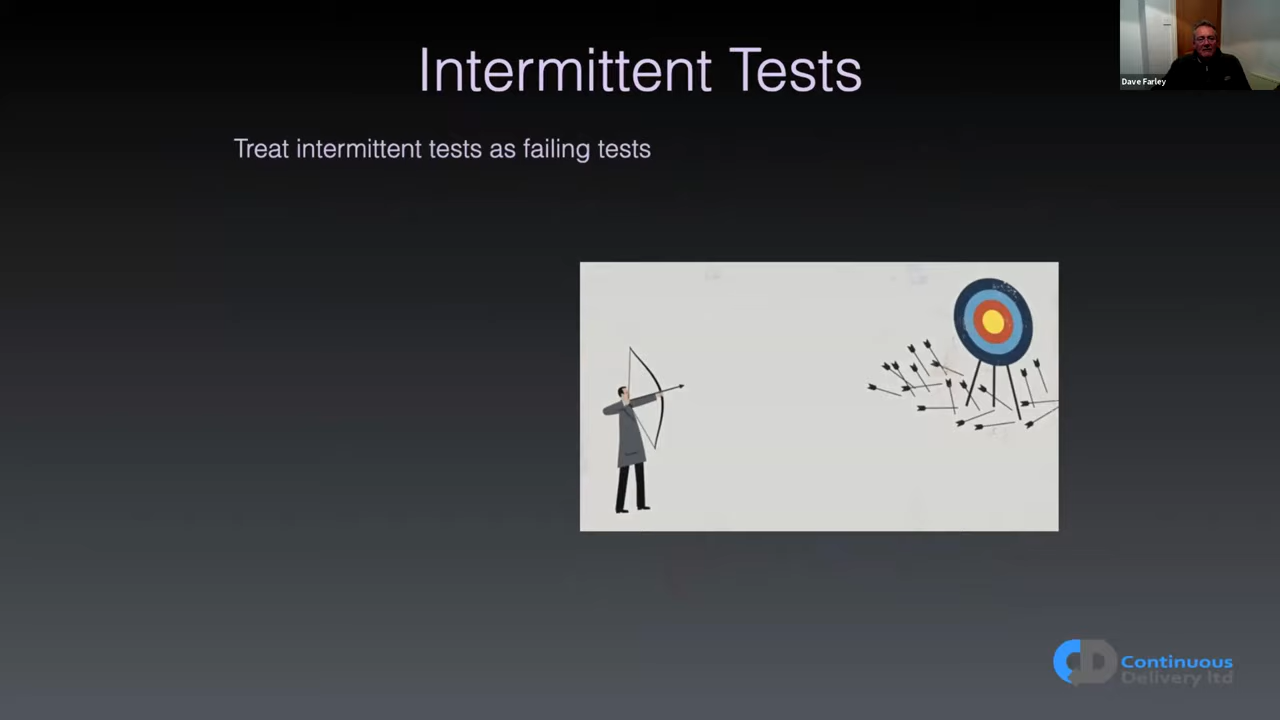 Intermittent Tests
Dave Farley
Treat intermittent tests as failing tests
Continuous
Delivery ltd